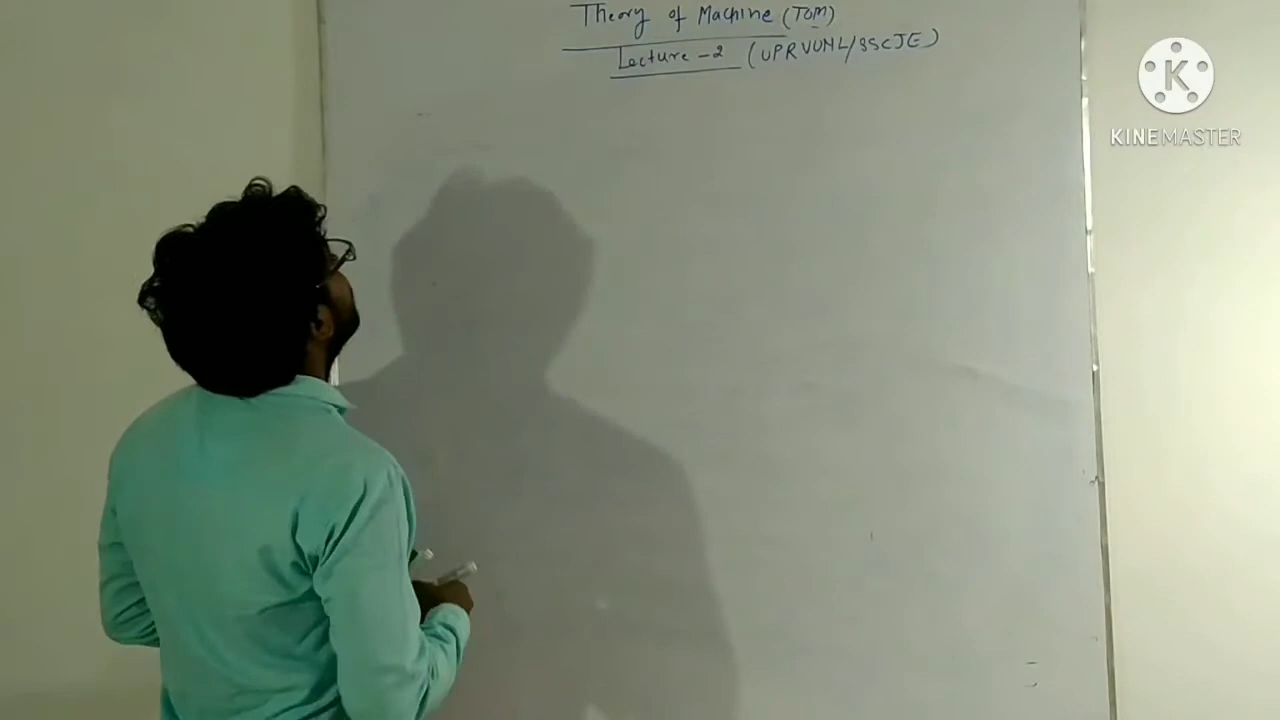 Theory of Machine (TOM)
Lecture - 2 (UPRVUNL/SSCJE)
K
KINEMASTER